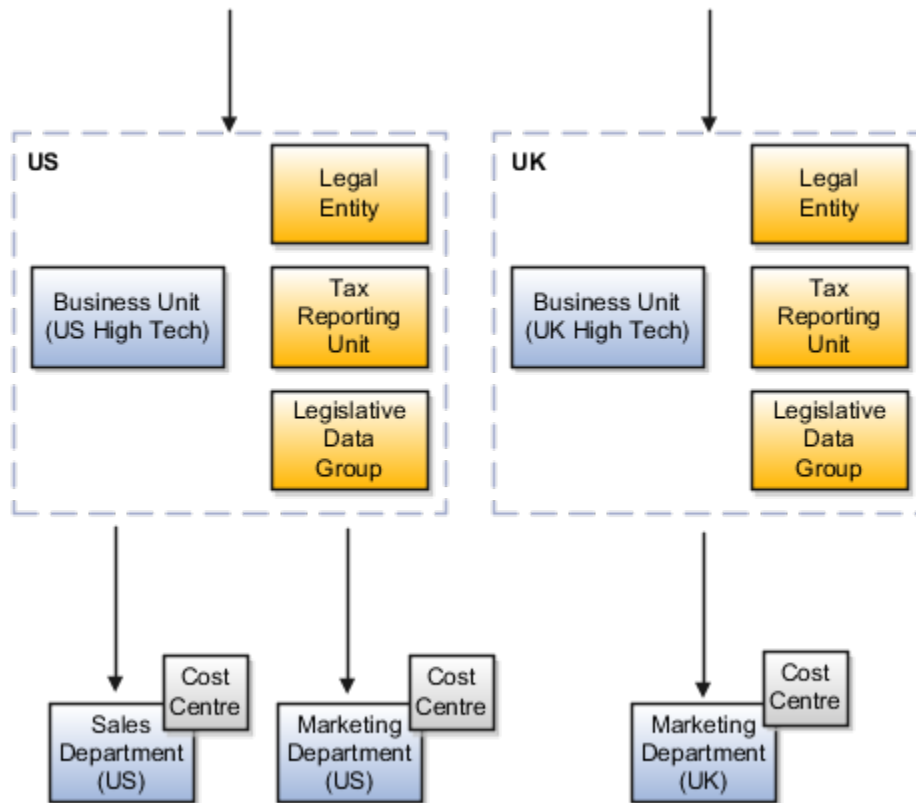 US
Legal
Entity
Business Unit
(US High Tech)
Tax
Reporting
Unit
Legislative
Data
Group
UK
Legal
Entity
Business Unit
(UK High Tech)
Tax
Reporting
Unit
Legislative
Data
Group
Cost
Centre
Sales
Department
(US)
Cost
Centre
Marketing
Department
(US)
Cost
Centre
Marketing
Department
(UK)